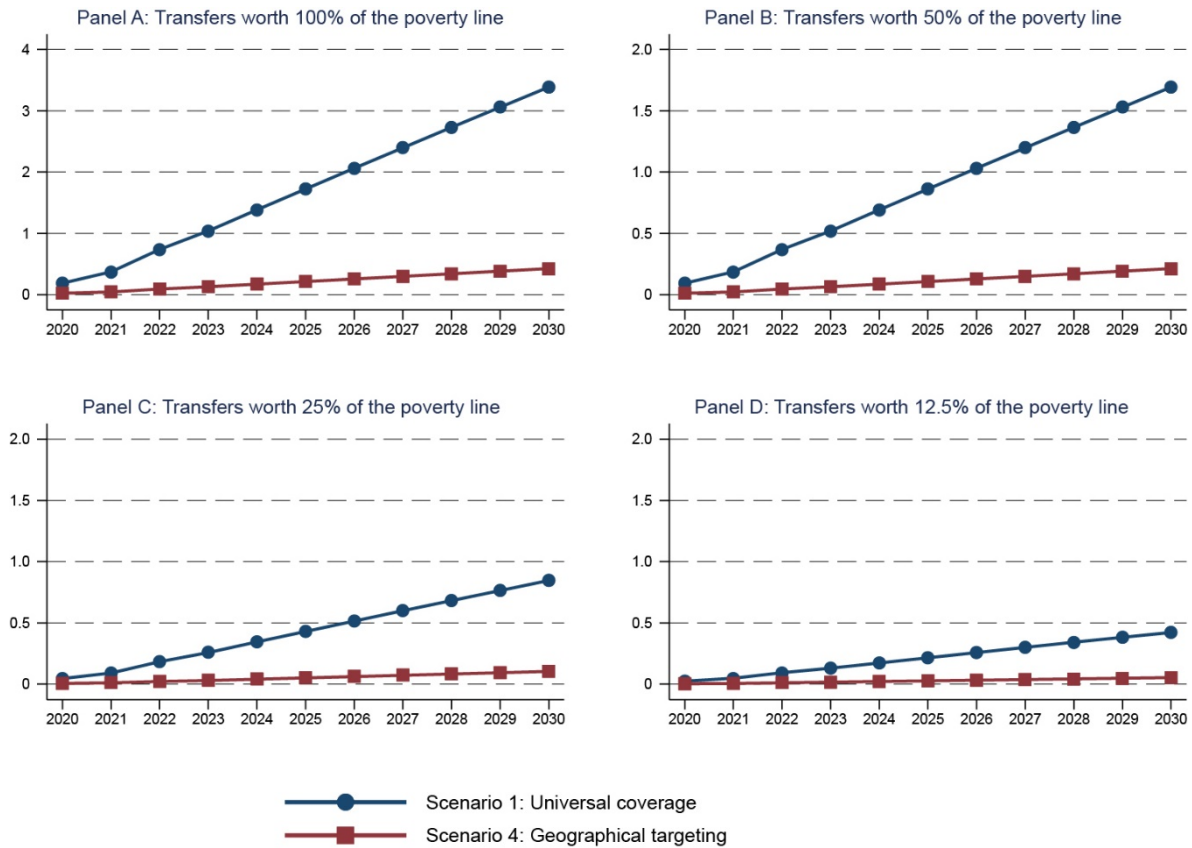 Panel A: Transfers worth 100% of the poverty line
4
3
2
1
0
2020 2021 2022 2023 2024 2025 2026 2027 2028 2029 2030
Panel B: Transfers worth 50% of the poverty line
2.0
1.5
1.0
0.5
0
2020 2021 2022 2023 2024 2025 2026 2027 2028 2029 2030
Panel C: Transfers worth 25% of the poverty line
2.0
1.5
1.0
0.5
0
2020 2021 2022 2023 2024 2025 2026 2027 2028 2029 2030
Panel D: Transfers worth 12.5% of the poverty line
2.0
1.5
1.0
0.5
0
2020 2021 2022 2023 2024 2025 2026 2027 2028 2029 2030
Scenario 1: Universal coverage
Scenario 4: Geographical targeting